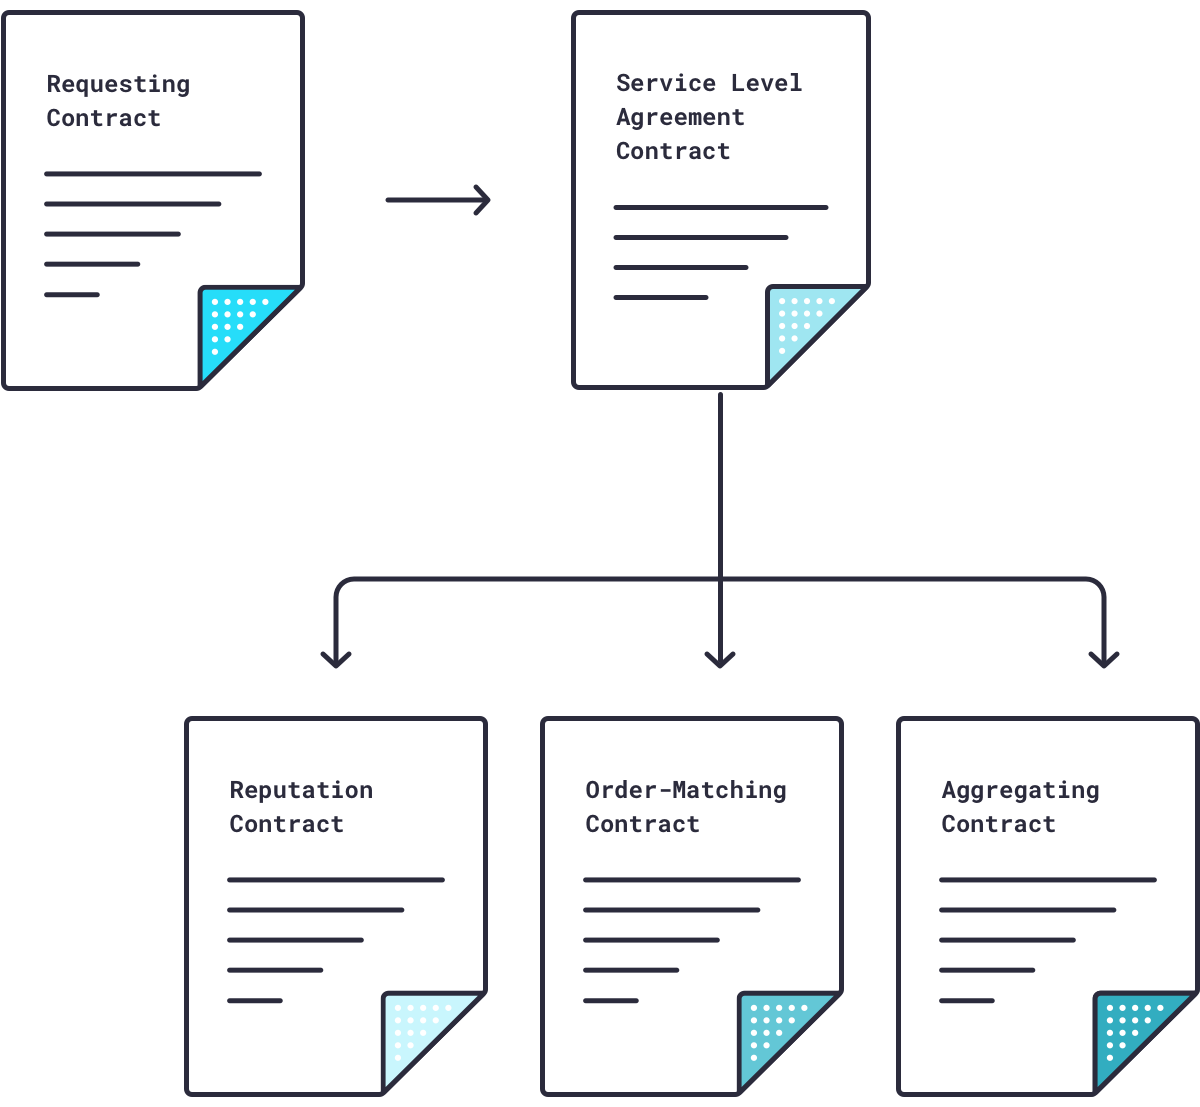 Requesting
Contract
Service Level
Agreement
Contract
Reputation
Contract
Order-Matching
Contract
Aggregating
Contract